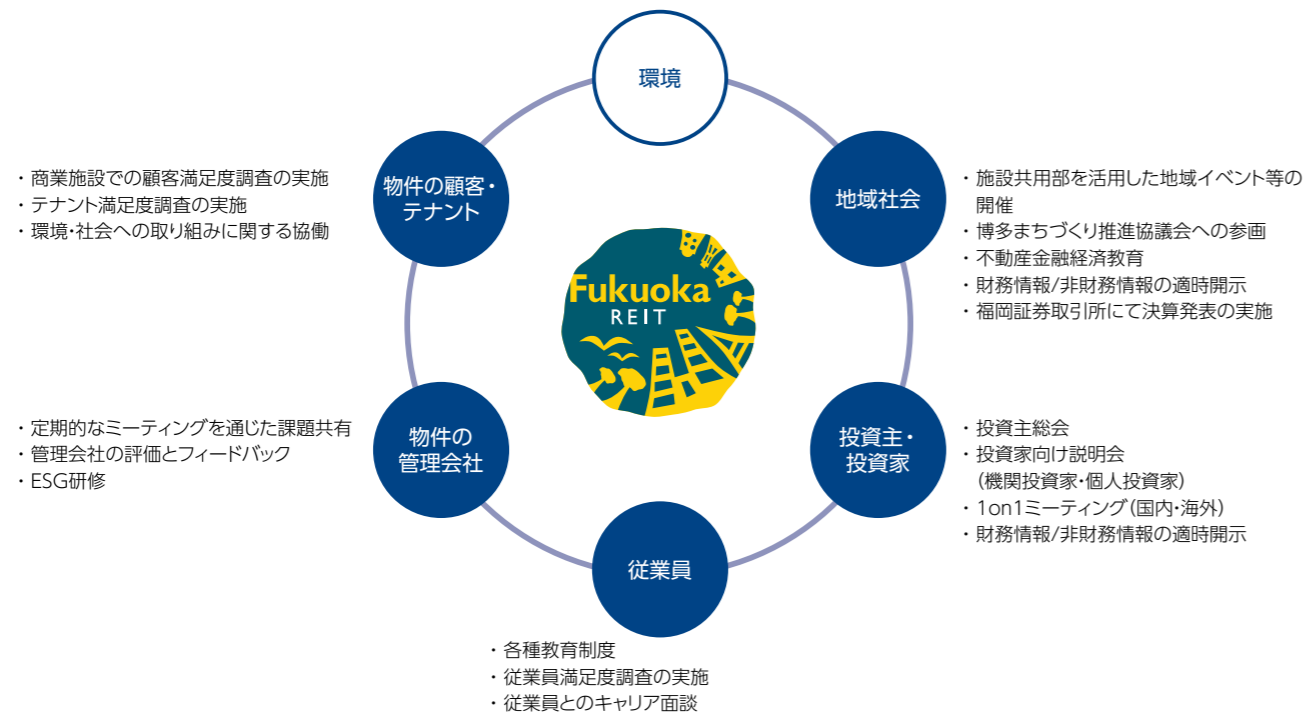 環境
物件の顧客・
テナント
・商業施設での顧客満足度調査の実施
・テナント満足度調査の実施
・環境・社会への取り組みに関する協働
地域社会
・施設共用部を活用した地域イベント等の
開催
・博多まちづくり推進協議会への参画
・不動産金融経済教育
・財務情報/非財務情報の適時開示
・福岡証券取引所にて決算発表の実施
Fukuoka
REIT
物件の
管理会社
・定期的なミーティングを通じた課題共有
・管理会社の評価とフィードバック
・ESG研修
投資主・
投資家
・投資主総会
・投資家向け説明会
（機関投資家・個人投資家）
・1on1ミーティング（国内・海外）
・財務情報/非財務情報の適時開示
従業員
・各種教育制度
・従業員満足度調査の実施
・従業員とのキャリア面談